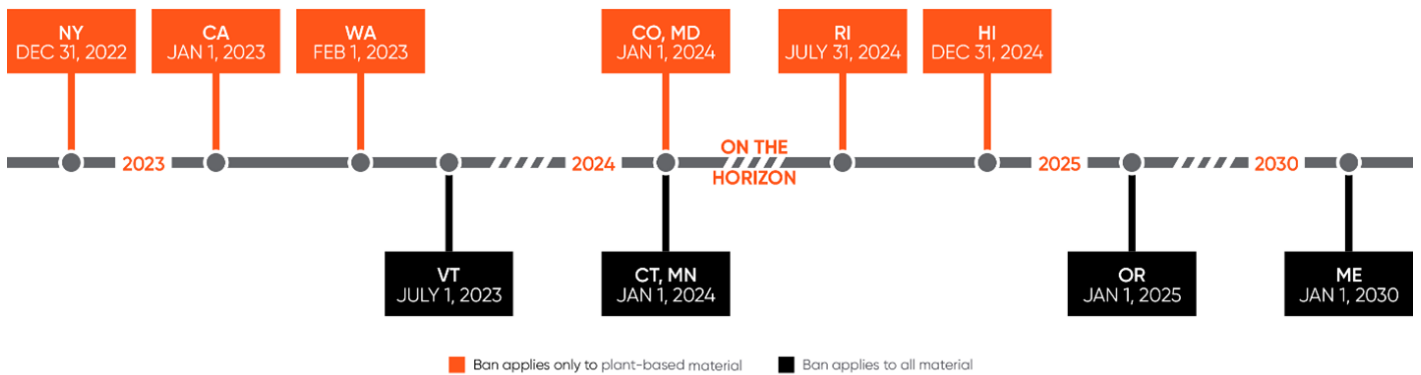 NY
DEC 31, 2022
CA
JAN 1, 2023
WA
FEB 1, 2023
CO, MD
JAN 1, 2024
RI
JULY 31, 2024
HI
DEC 31, 2024
2023
2024
ON THE
HORIZON
2025
2030
VT
JULY 1, 2023
CT, MN
JAN 1, 2024
OR
JAN 1, 2025
ME
JAN 1, 2030
Ban applies only to plant-based material
Ban applies to all material